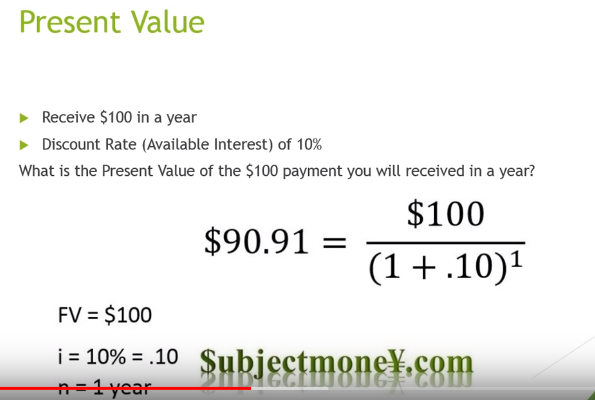 Present Value
Receive $100 in a year
Discount Rate (Available Interest) of 10%
What is the Present Value of the $100 payment you will received in a year?
$90.91 = $100 / (1 + .10)¹
FV = $100
i = 10% = .10
$ubjectmone¥.com
n = 1 year